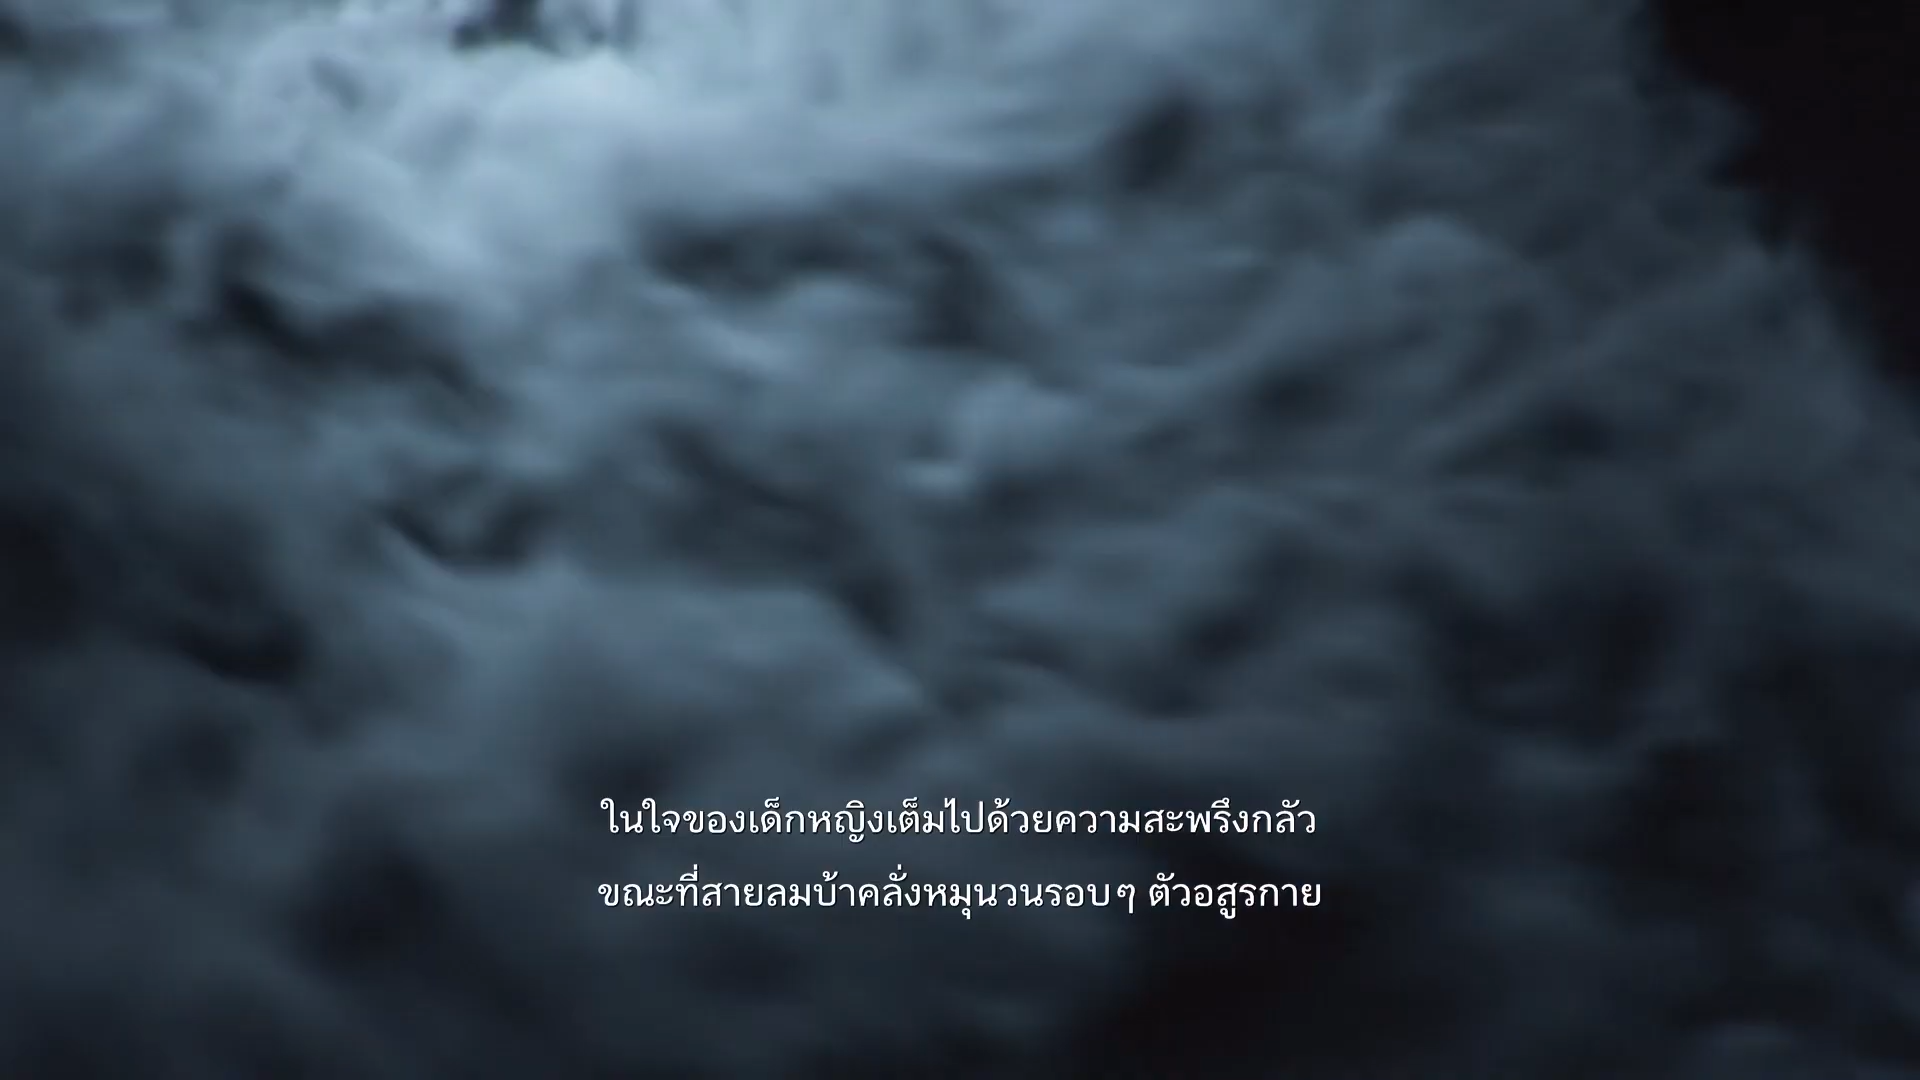 ในใจของเด็กหญิงเต็มไปด้วยความสะพรึงกลัว
ขณะที่สายลมบ้าคลั่งหมุนวนรอบๆ ตัวอสูรกาย